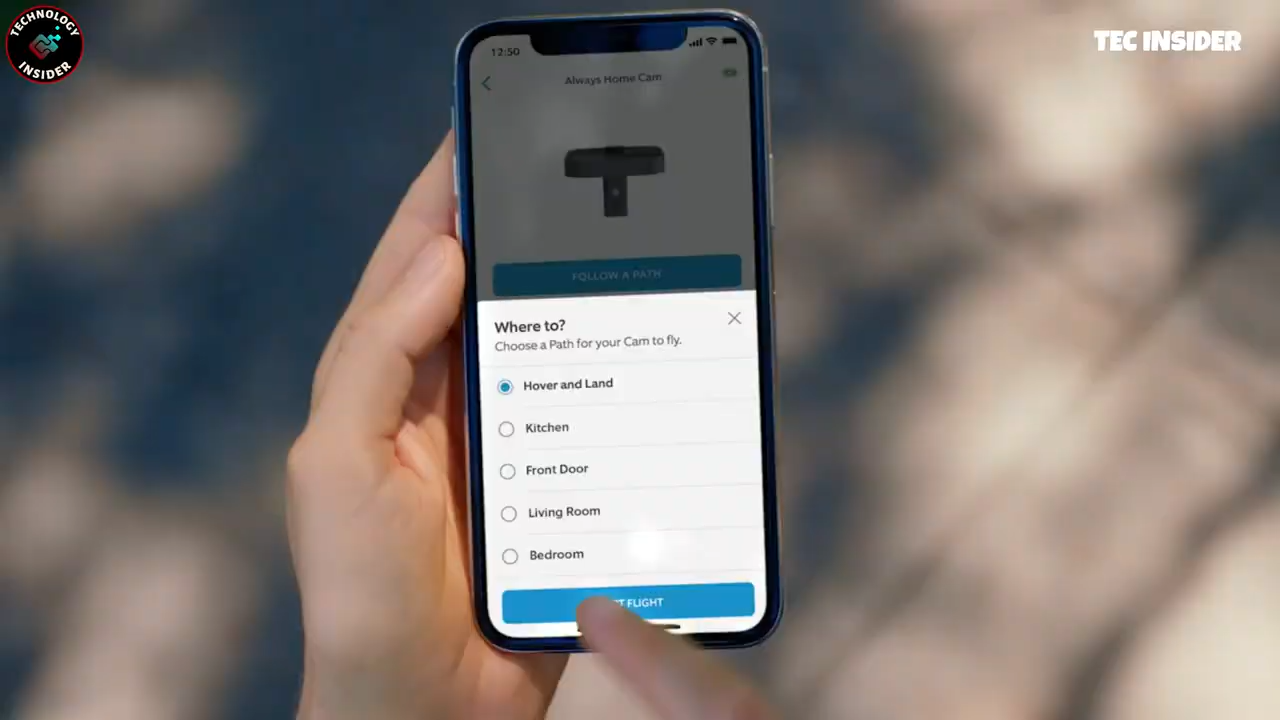 TECHNOLOGY
INSIDER
TEC INSIDER
12:50
Always Home Cam
FOLLOW A PATH
Where to?
Choose a Path for your Cam to fly.
Hover and Land
Kitchen
Front Door
Living Room
Bedroom
FLIGHT